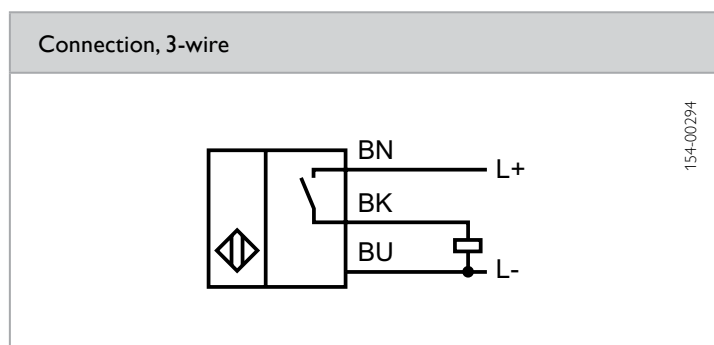 Connection, 3-wire
154-00294
BN
L+
BK
BU
L-